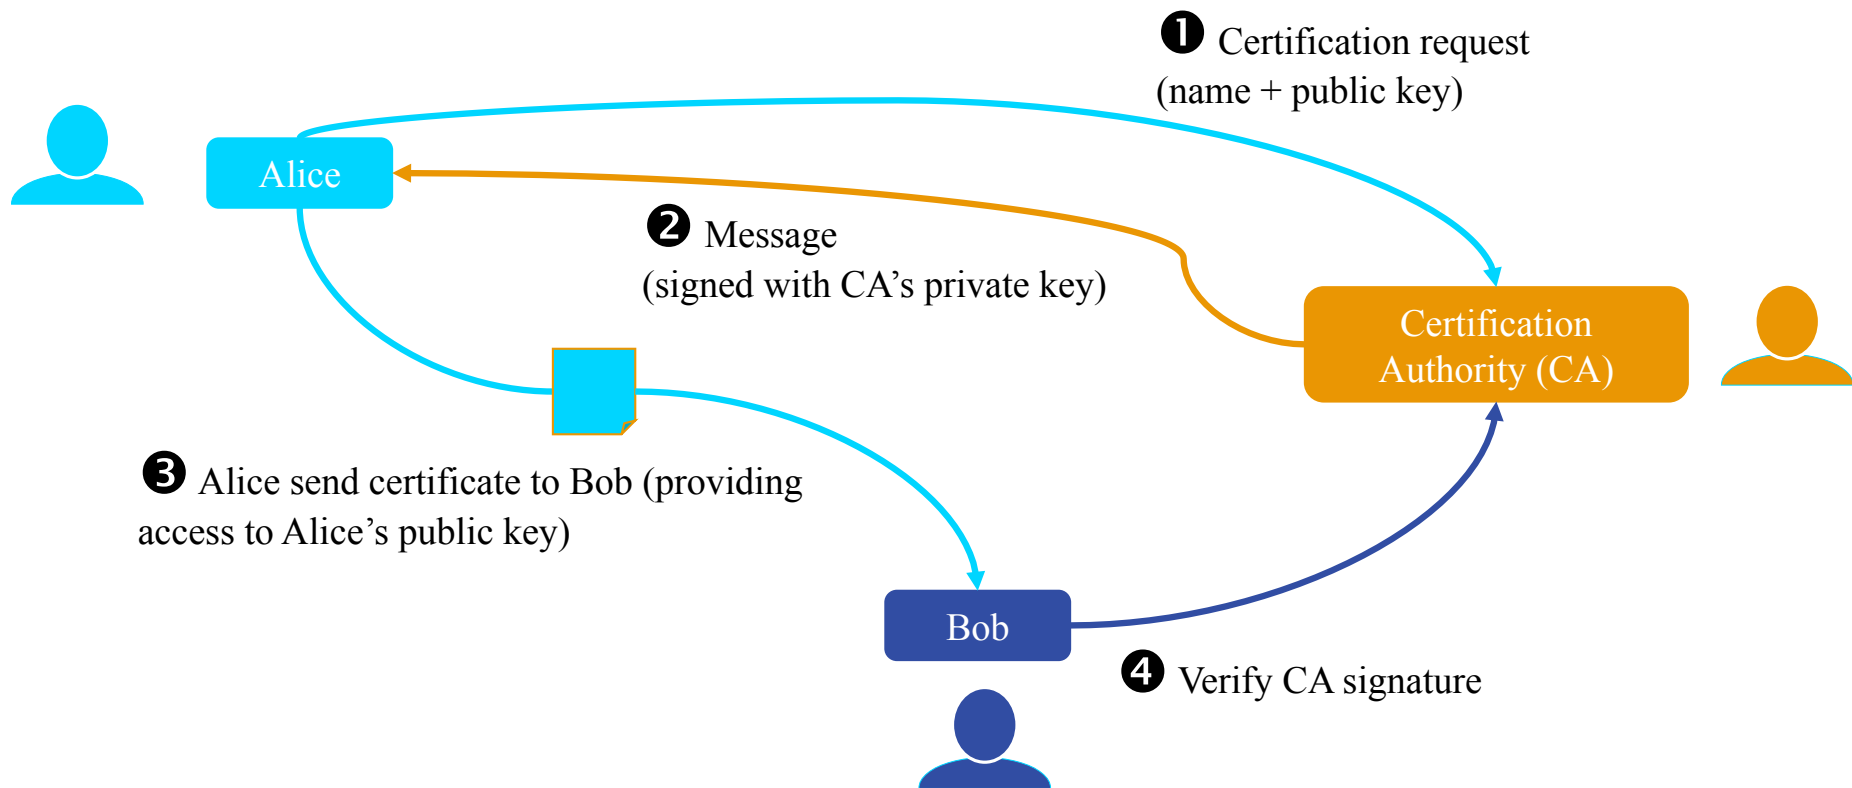 ❶ Certification request
(name + public key)
Alice
❷ Message
(signed with CA’s private key)
Certification
Authority (CA)
❸ Alice send certificate to Bob (providing
access to Alice’s public key)
Bob
❹ Verify CA signature